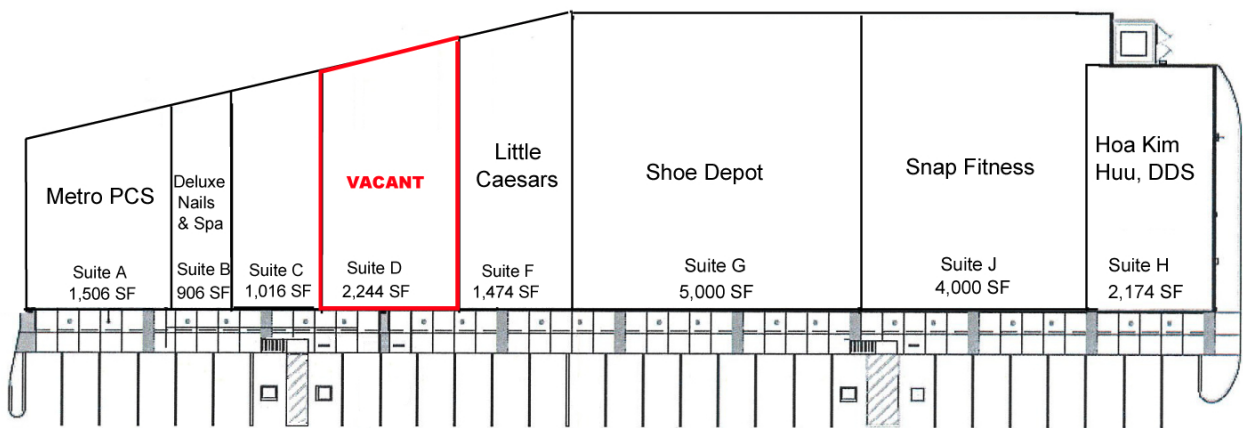 Metro PCS
Suite A
1,506 SF
Deluxe
Nails
& Spa
Suite B
906 SF
Suite C
1,016 SF
VACANT
Suite D
2,244 SF
Little
Caesars
Suite F
1,474 SF
Shoe Depot
Suite G
5,000 SF
Snap Fitness
Suite J
4,000 SF
Hoa Kim
Huu, DDS
Suite H
2,174 SF